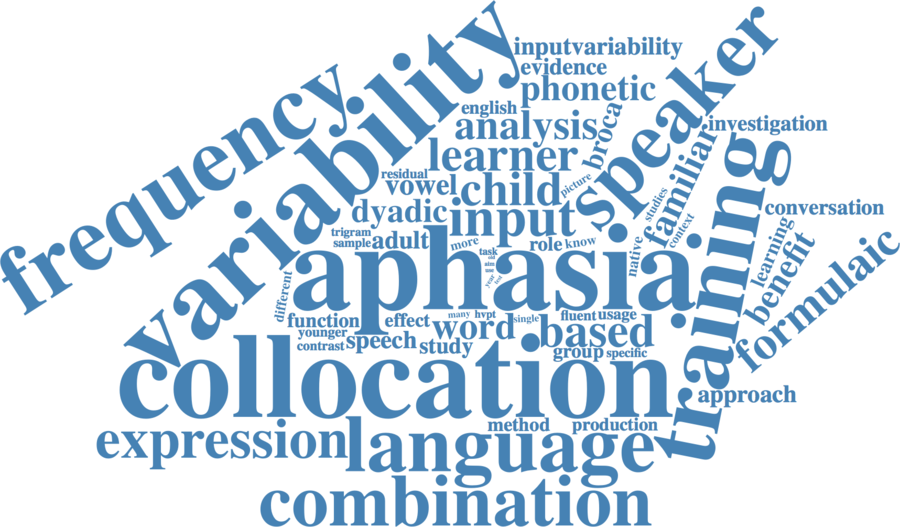 inputvariability
evidence
phonetic
english
analysis
learner
residual
vowel
child
picture
broca
speaker
familiar
investigation
frequency
variability
dyadic
input
trigram
sample
adult
more
role
know
task
aim
use
year
native
studies
context
training
conversation
learning
benefit
formulaic
aphasia
different
function
effect
word
many
hvpt
single
fluent
usage
based
younger
contrast
speech
study
group
specific
collocation
approach
expression
language
method
production
combination